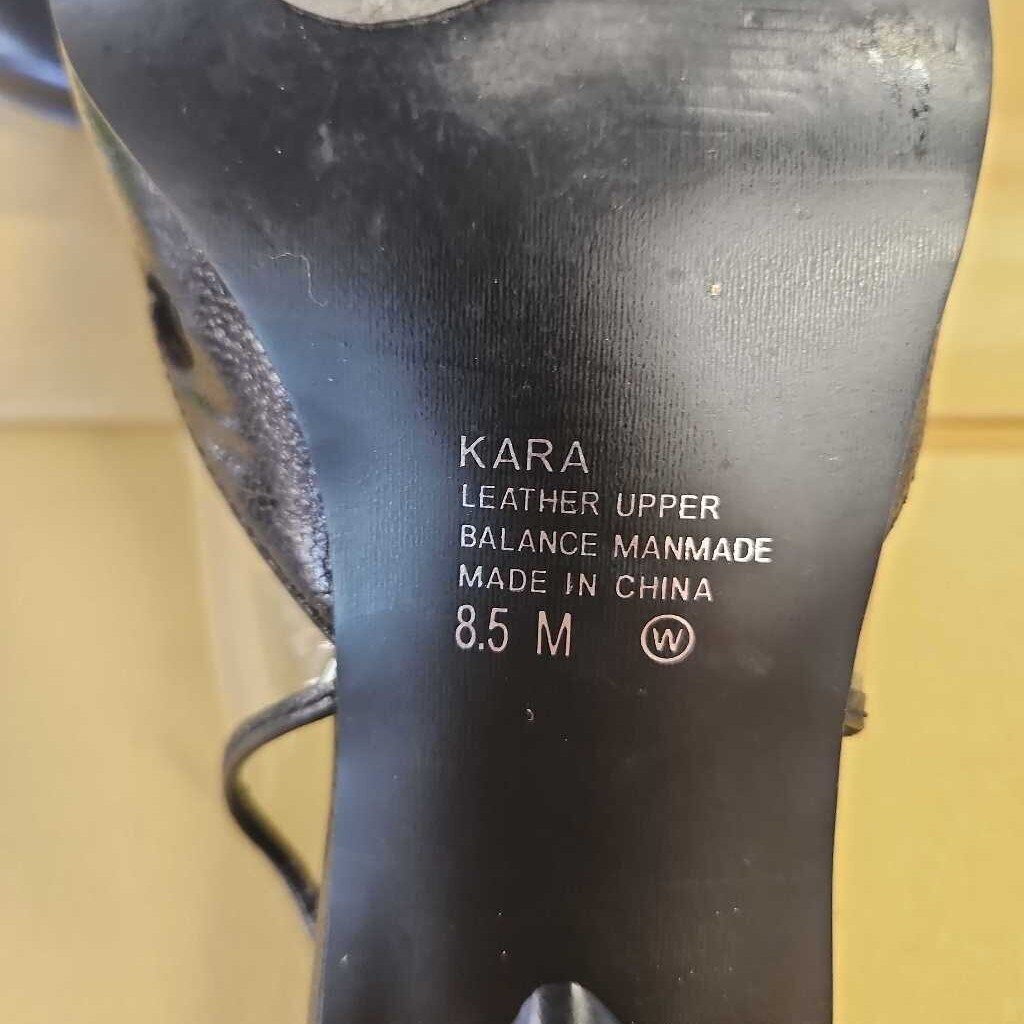 KARA
LEATHER UPPER
BALANCE MANMADE
MADE IN CHINA
8.5 M W